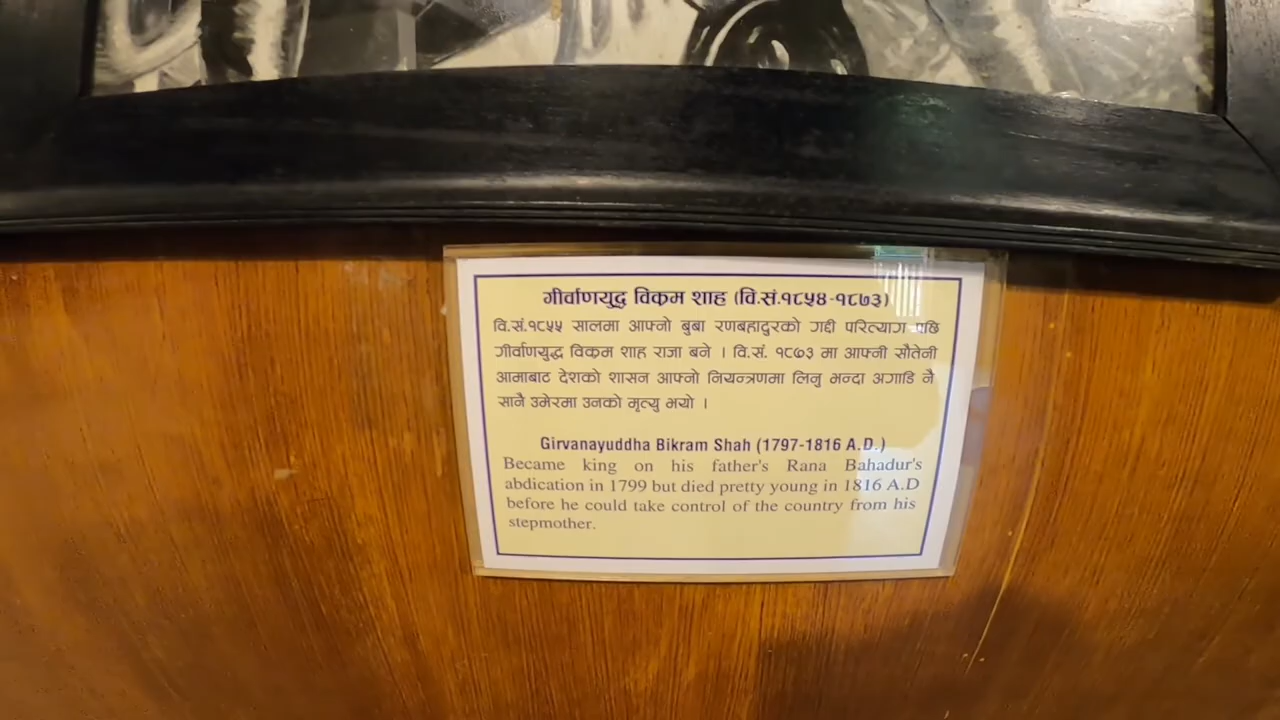 गीर्वाणयुद्ध विक्रम शाह (वि.सं.१८५४-१८७३)
वि.सं.१८५५ सालमा आफ्नो बुबा रणबहादुरको गद्दी परित्याग पछि
गीर्वाणयुद्ध विक्रम शाह राजा बने । वि.सं. १८७३ मा आफ्नी सौतेनी
आमाबाट देशको शासन आफ्नो नियन्त्रणमा लिनु भन्दा अगाडि नै
सानै उमेरमा उनको मृत्यु भयो ।
Girvanayuddha Bikram Shah (1797-1816 A.D.)
Became king on his father's Rana Bahadur's
abdication in 1799 but died pretty young in 1816 A.D
before he could take control of the country from his
stepmother.